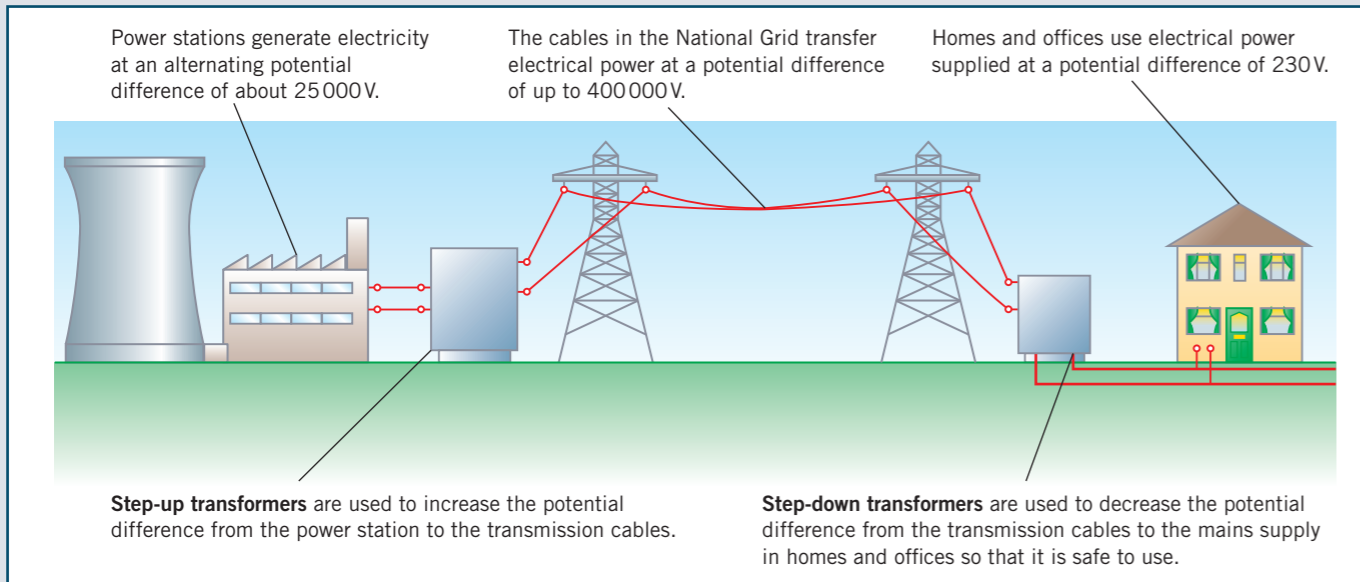 Power stations generate electricity
at an alternating potential
difference of about 25 000 V.
The cables in the National Grid transfer
electrical power at a potential difference
of up to 400 000 V.
Homes and offices use electrical power
supplied at a potential difference of 230 V.
Step-up transformers are used to increase the potential
difference from the power station to the transmission cables.
Step-down transformers are used to decrease the potential
difference from the transmission cables to the mains supply
in homes and offices so that it is safe to use.